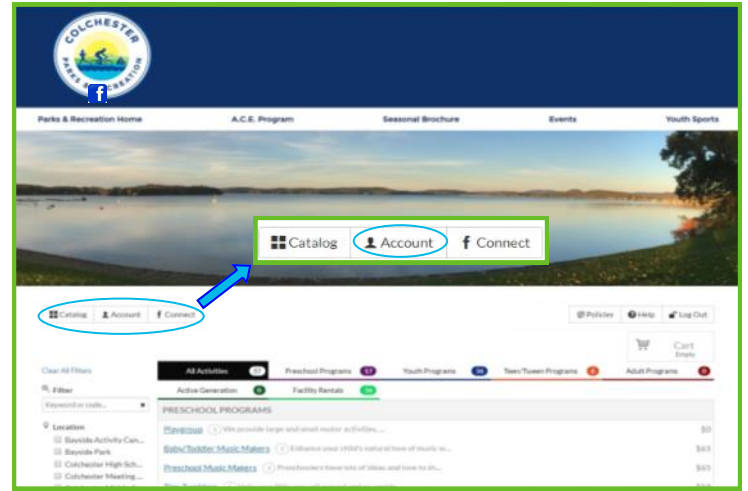 COLCHESTER
PARKS & RECREATION
f
Parks & Recreation Home A.C.E. Program Seasonal Brochure Events Youth Sports
Catalog Account f Connect
Catalog Account f Connect Policies Help Log Out
Cart
Empty
Clear All Filters All Activities Preschool Programs Youth Programs Teen/Tween Programs Adult Programs 0
Filter Active Generation Facility Rentals
Keyword or code...
PRESCHOOL PROGRAMS
Location
Playgroup We provide large and small motor activities, ... $0
Bayside Activity Cen...
Bayside Park
Baby/Toddler Music Makers Enhance your child's natural love of music w... $65
Colchester High Sch...
Preschool Music Makers Preschoolers have lots of ideas and love to sh... $65
Colchester Meeting ...